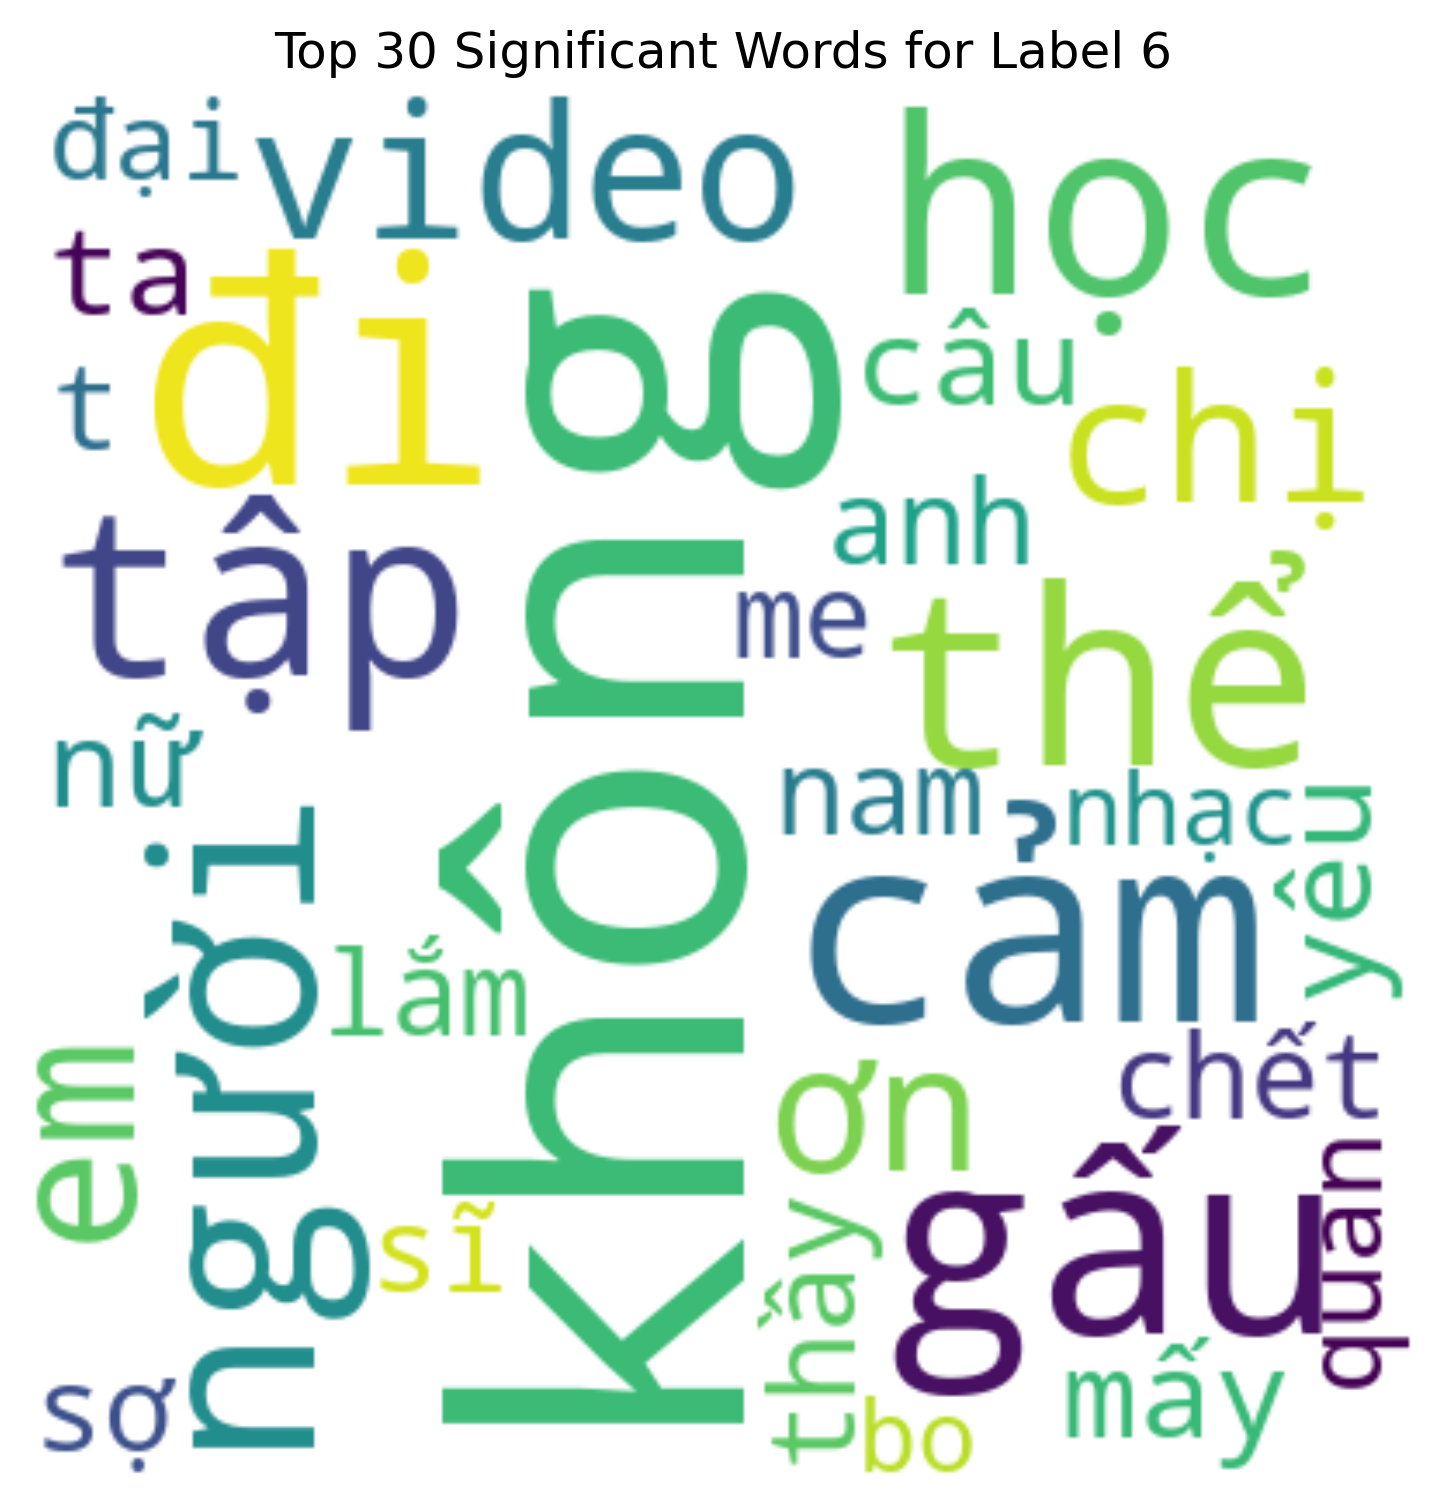 Top 30 Significant Words for Label 6
đại
video
học
ta
đi
câu
t
chị
anh
tập
me
thể
không
nữ
nam
nhạc
yêu
cảm
người
lắm
em
chết
ơn
gấu
quan
sĩ
thầy
mấy
sợ
bo